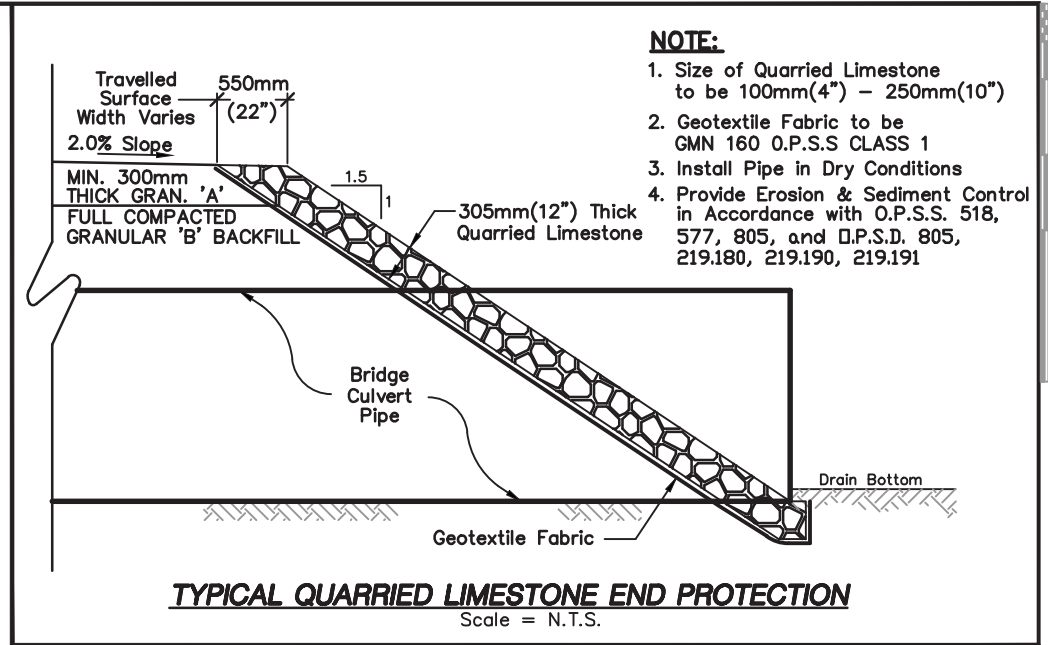 Travelled
Surface
Width Varies
550mm
(22")
2.0% Slope
MIN. 300mm
THICK GRAN. 'A'
FULL COMPACTED
GRANULAR 'B' BACKFILL
1.5
1
305mm(12") Thick
Quarried Limestone
NOTE:
1. Size of Quarried Limestone
to be 100mm(4") – 250mm(10")
2. Geotextile Fabric to be
GMN 160 O.P.S.S CLASS 1
3. Install Pipe in Dry Conditions
4. Provide Erosion & Sediment Control
in Accordance with O.P.S.S. 518,
577, 805, and O.P.S.D. 805,
219.180, 219.190, 219.191
Bridge
Culvert
Pipe
Drain Bottom
Geotextile Fabric
TYPICAL QUARRIED LIMESTONE END PROTECTION
Scale = N.T.S.